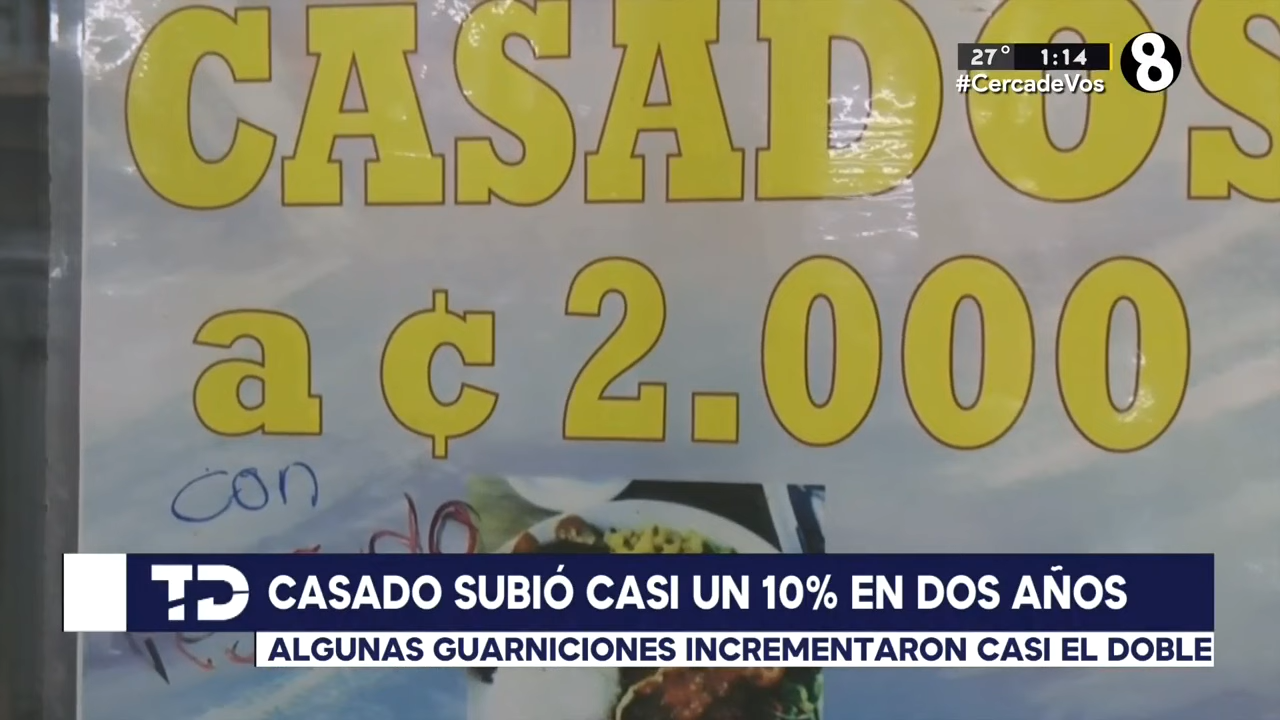 CASADOS
a ¢ 2.000
con
27° 1:14
8
#CercadeVos
TD CASADO SUBIÓ CASI UN 10% EN DOS AÑOS
ALGUNAS GUARNICIONES INCREMENTARON CASI EL DOBLE